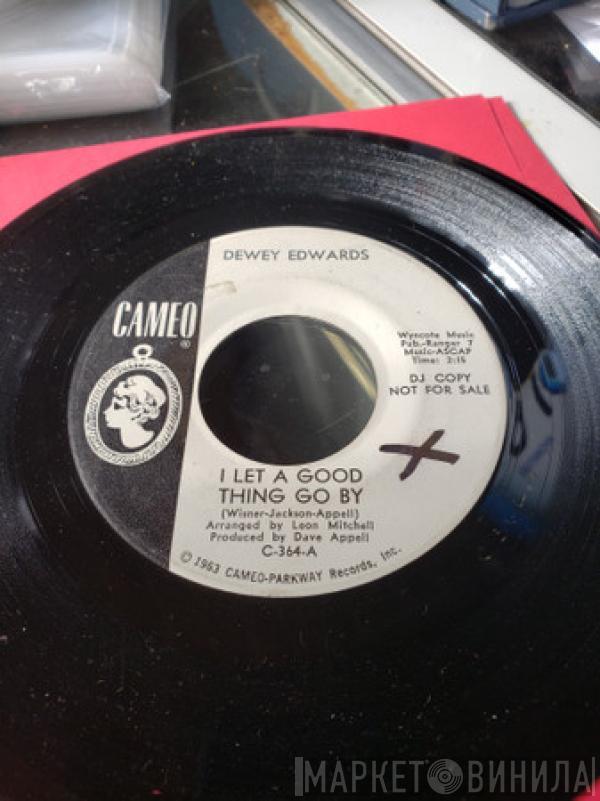 DEWEY EDWARDS
CAMEO
®
Wyncote Music
Pub.-Ranger 7
Music-ASCAP
Time: 2:15
DJ COPY
NOT FOR SALE
I LET A GOOD
THING GO BY
(Wisner-Jackson-Appell)
Arranged by Leon Mitchell
Produced by Dave Appell
C-364-A
© 1963 CAMEO-PARKWAY Records, Inc.
МАРКЕТ ВИНИЛА